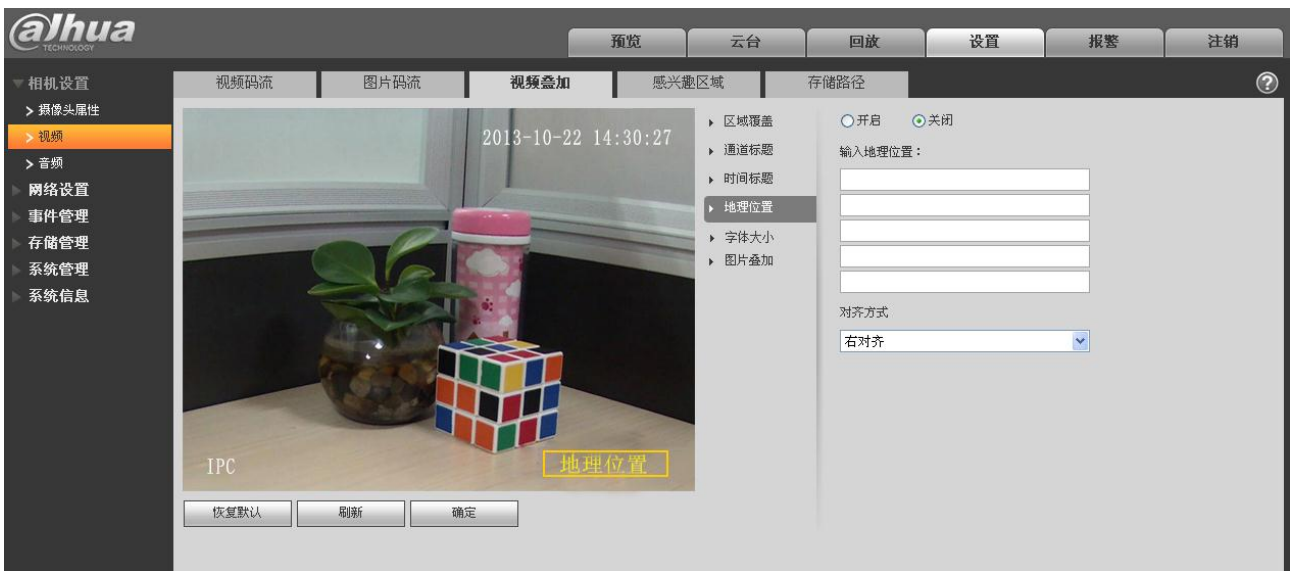 alhua
TECHNOLOGY
预览
云台
回放
设置
报警
注销
相机设置
> 摄像头属性
> 视频
> 音频
网络设置
事件管理
存储管理
系统管理
系统信息
视频码流
图片码流
视频叠加
感兴趣区域
存储路径
?
2013-10-22 14:30:27
IPC
地理位置
恢复默认
刷新
确定
区域覆盖
通道标题
时间标题
地理位置
字体大小
图片叠加
开启 关闭
输入地理位置：
对齐方式
右对齐